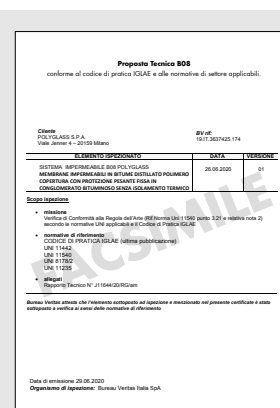 Proposta Tecnica B08
conforme al codice di pratica IGLAE e alle normative di settore applicabili.
Cliente
POLYGLASS S.P.A.
Viale Jenner 4 – 20159 Milano
BV rif:
19.IT.3637425.174
ELEMENTO ISPEZIONATO DATA VERSIONE
SISTEMA IMPERMEABILE B08 POLYGLASS
MEMBRANE IMPERMEABILI IN BITUME DISTILLATO POLIMERO
COPERTURA CON PROTEZIONE PESANTE FISSA IN
CONGLOMERATO BITUMINOSO SENZA ISOLAMENTO TERMICO
26.06.2020 01
Scopo ispezione
• missione
Verifica di Conformità alla Regola dell'Arte (Rif.Norma Uni 11540 punto 3.21 e relativa nota 2)
secondo le normative UNI applicabili e il Codice di Pratica IGLAE
• normative di riferimento
CODICE DI PRATICA IGLAE (ultima pubblicazione)
UNI 11442
UNI 11540
UNI 8178/2
UNI 11235
• allegati
Rapporto Tecnico N° J11644/20/RG/am
FACSIMILE
Bureau Veritas attesta che l'elemento sottoposto ad ispezione e menzionato nel presente certificato è stato
sottoposto a verifica ai sensi delle normative di riferimento
Data di emissione 29.06.2020
Organismo di ispezione: Bureau Veritas Italia SpA